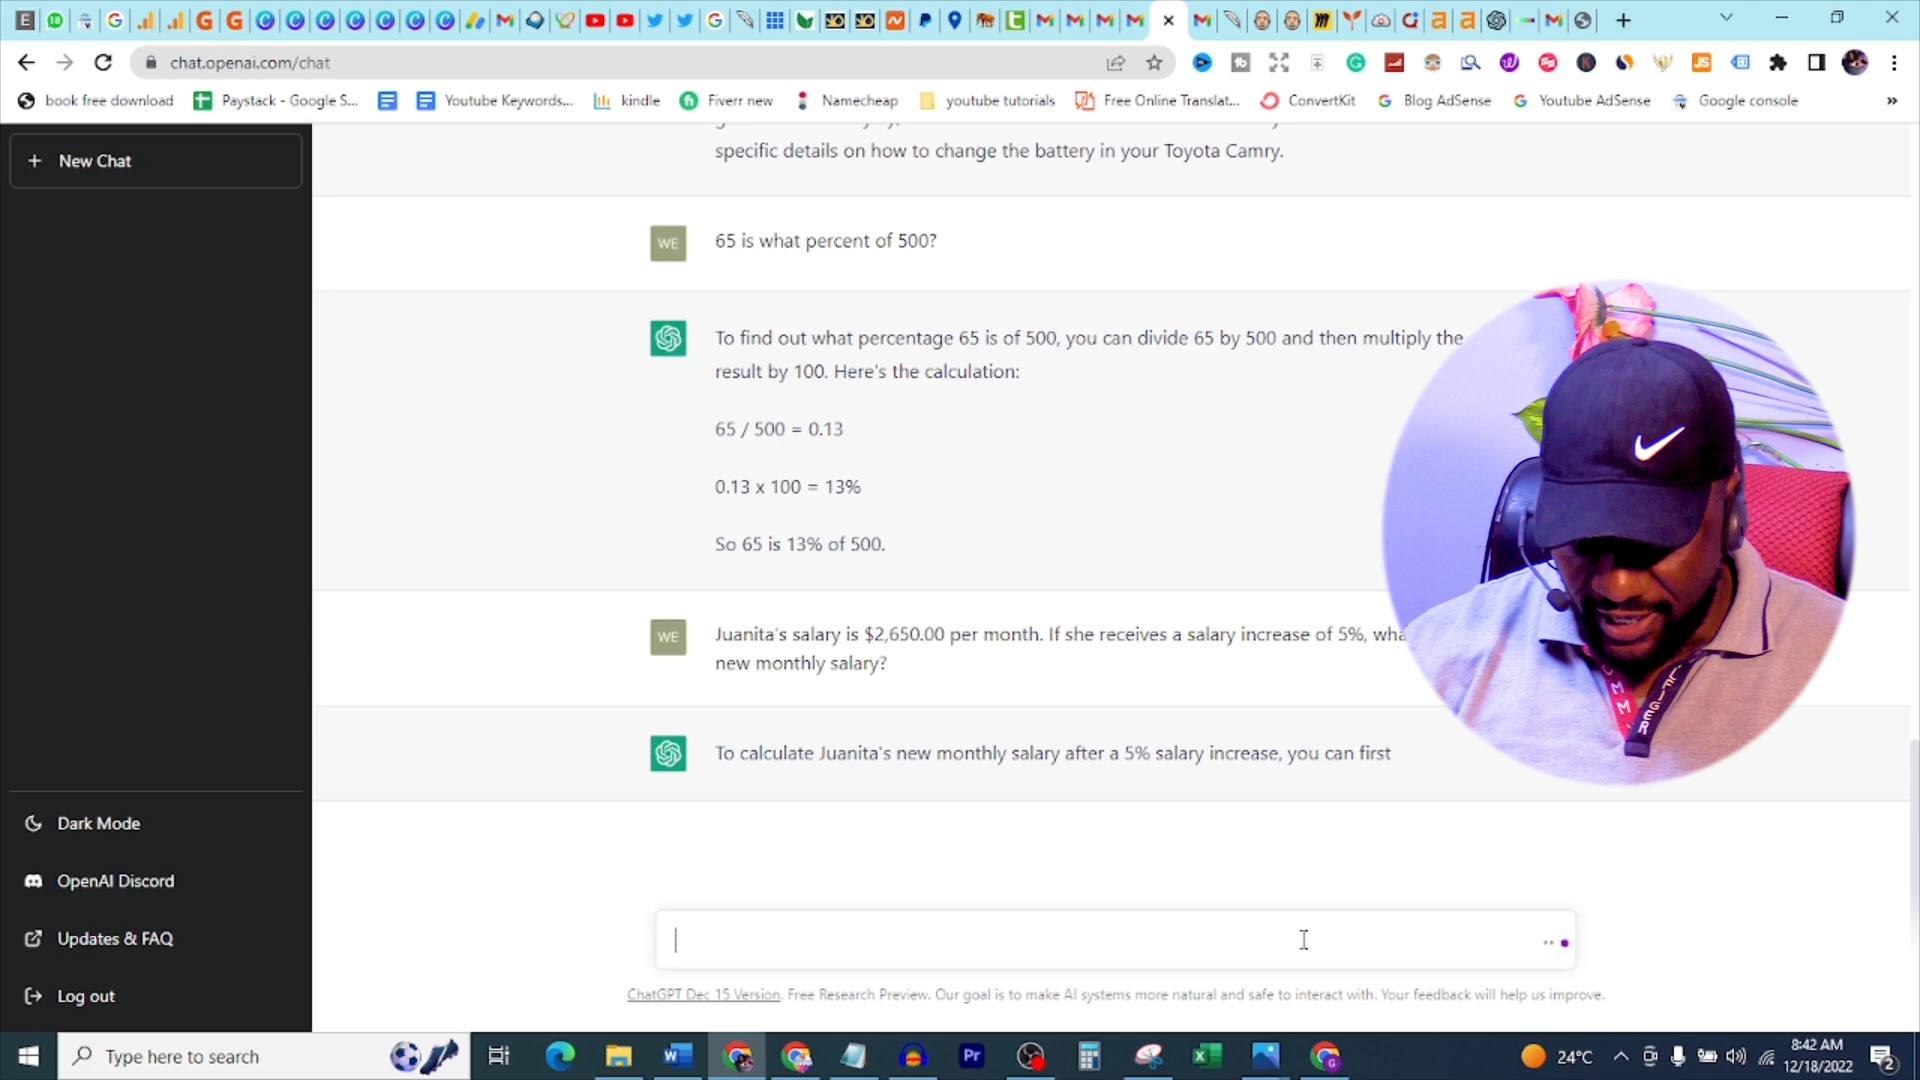 chat.openai.com/chat
book free download
Paystack - Google S...
Youtube Keywords...
kindle
Fiverr new
Namecheap
youtube tutorials
Free Online Translat...
ConvertKit
Blog AdSense
Youtube AdSense
Google console
»
+ New Chat
specific details on how to change the battery in your Toyota Camry.
WE
65 is what percent of 500?
To find out what percentage 65 is of 500, you can divide 65 by 500 and then multiply the
result by 100. Here's the calculation:
65 / 500 = 0.13
0.13 x 100 = 13%
So 65 is 13% of 500.
WE
Juanita's salary is $2,650.00 per month. If she receives a salary increase of 5%,
new monthly salary?
To calculate Juanita's new monthly salary after a 5% salary increase, you can first
Dark Mode
OpenAI Discord
Updates & FAQ
Log out
ChatGPT Dec 15 Version. Free Research Preview. Our goal is to make AI systems more natural and safe to interact with. Your feedback will help us improve.
Type here to search
Pr
24°C
8:42 AM
12/18/2022
2